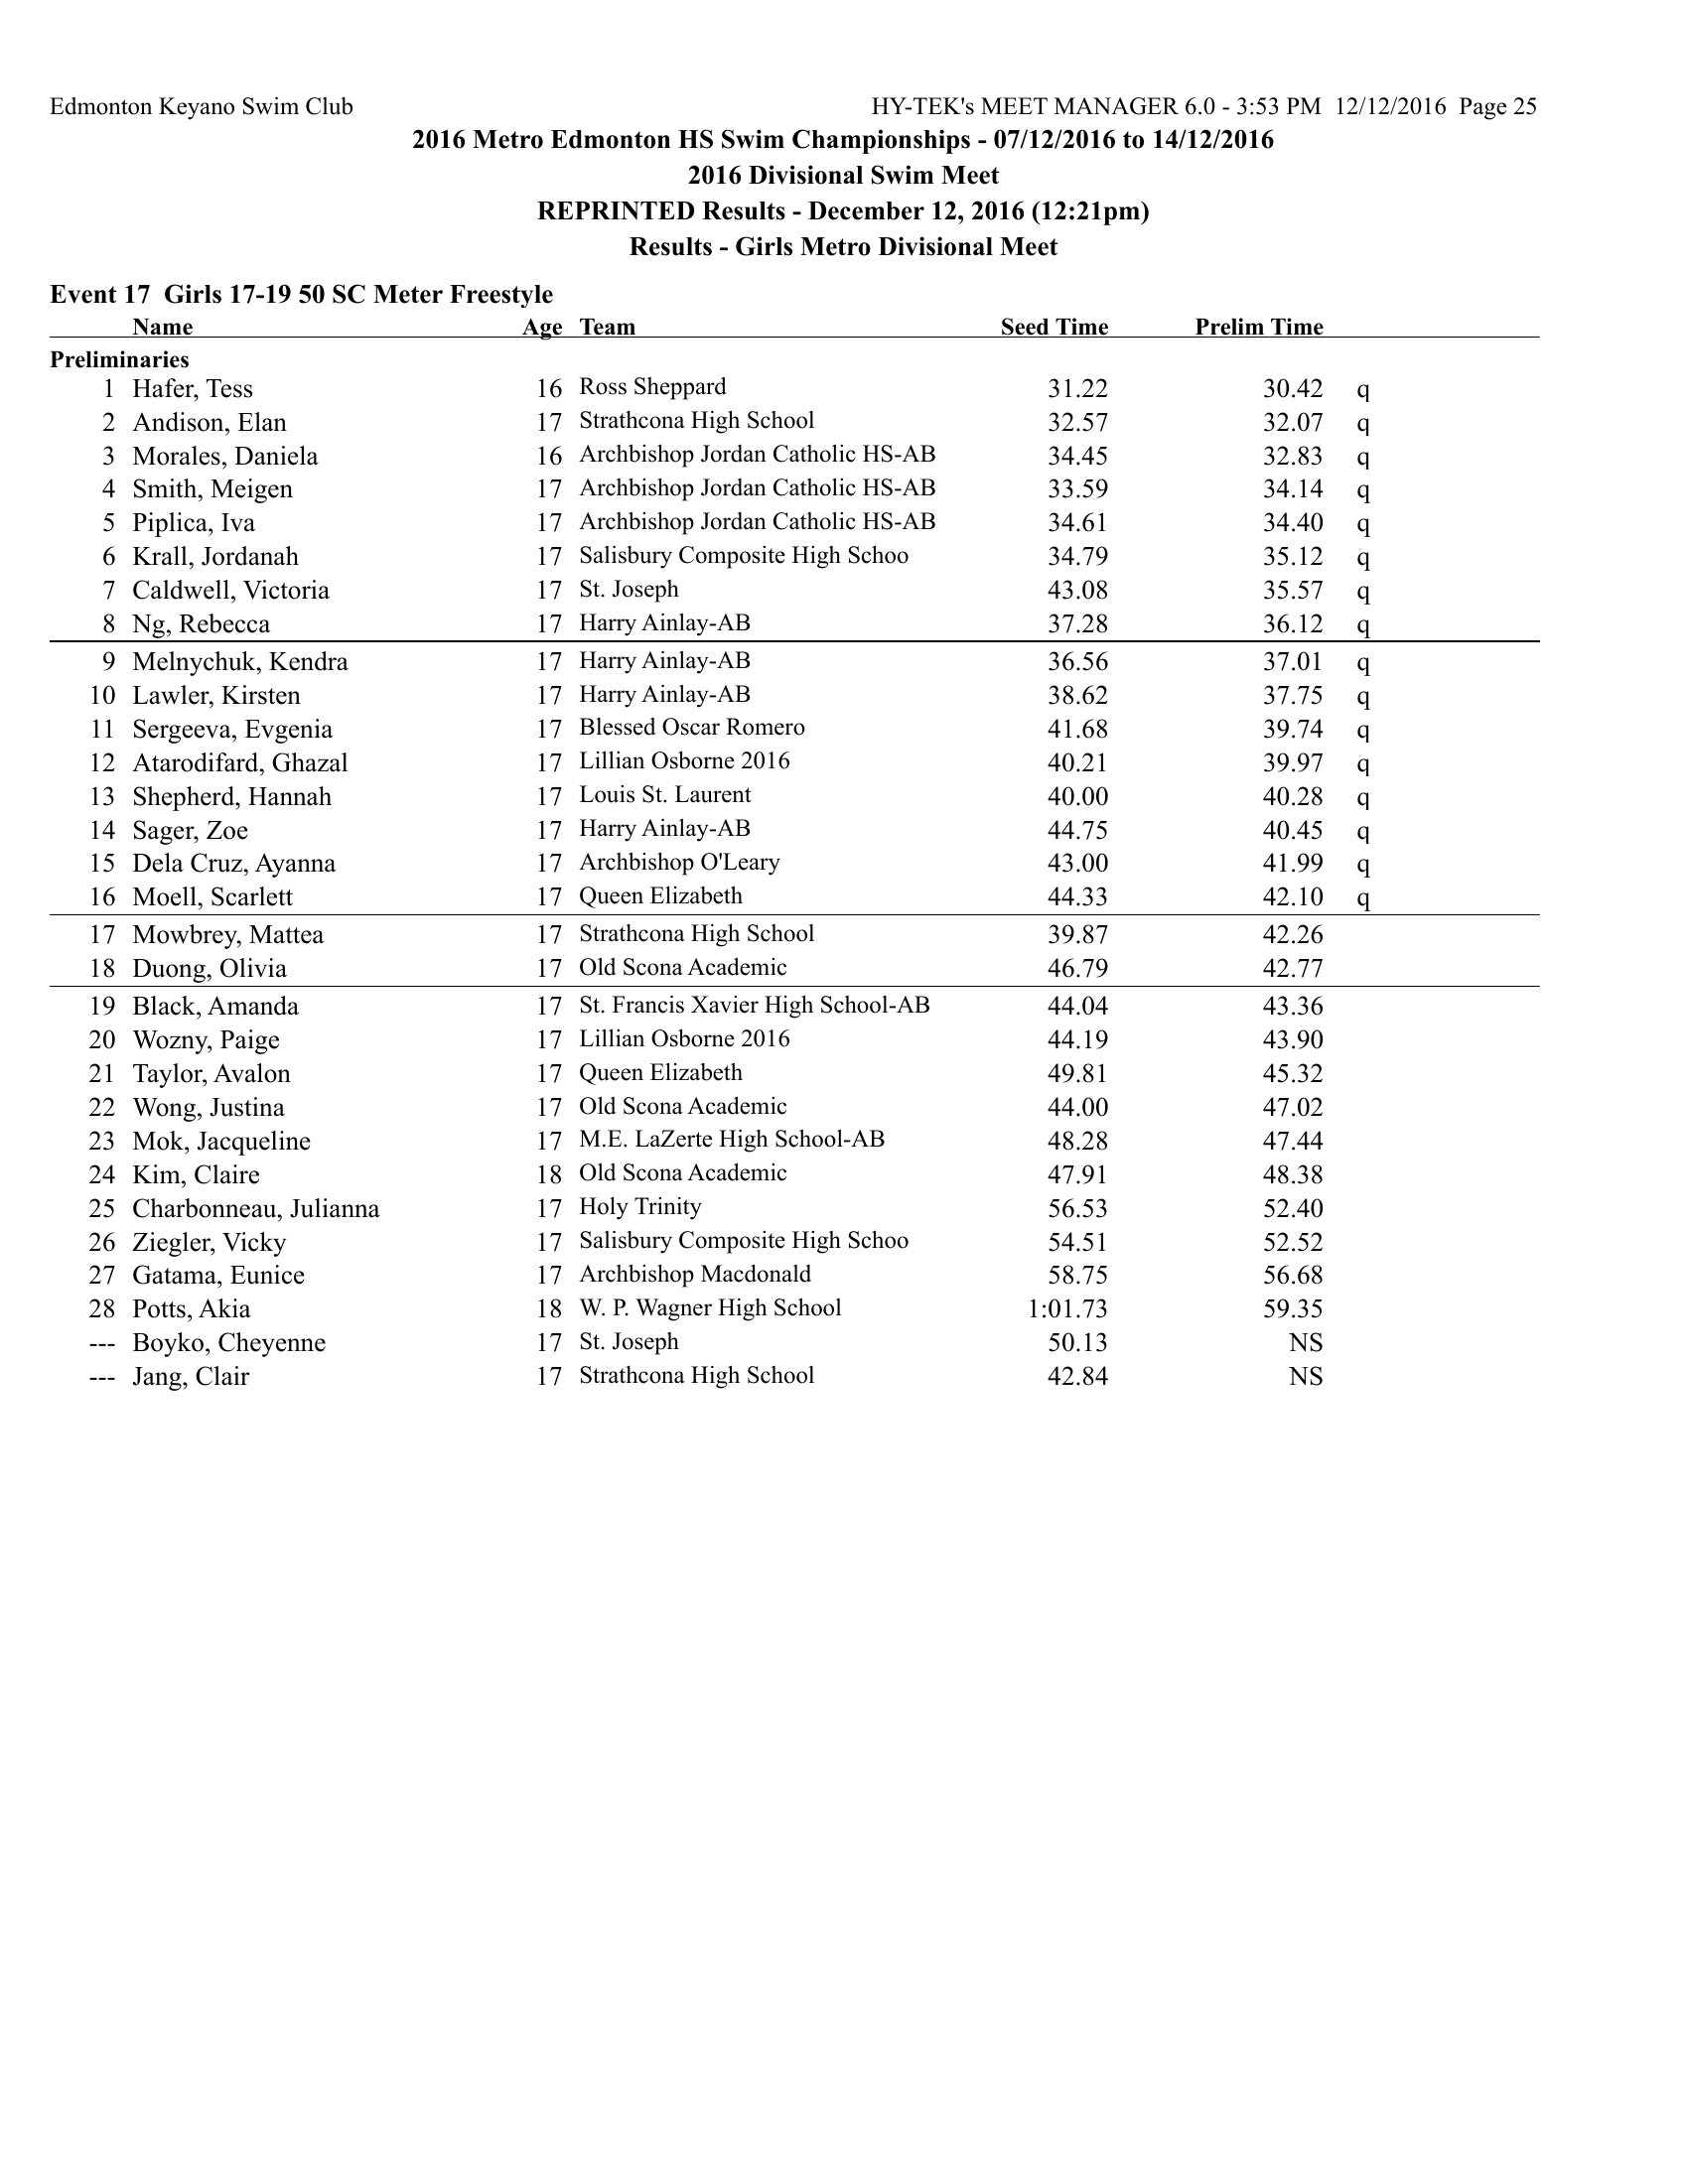 Edmonton Keyano Swim Club HY-TEK's MEET MANAGER 6.0 - 3:53 PM 12/12/2016 Page 25
2016 Metro Edmonton HS Swim Championships - 07/12/2016 to 14/12/2016
2016 Divisional Swim Meet
REPRINTED Results - December 12, 2016 (12:21pm)
Results - Girls Metro Divisional Meet
Event 17 Girls 17-19 50 SC Meter Freestyle
Name Age Team Seed Time Prelim Time
Preliminaries
1 Hafer, Tess 16 Ross Sheppard 31.22 30.42 q
2 Andison, Elan 17 Strathcona High School 32.57 32.07 q
3 Morales, Daniela 16 Archbishop Jordan Catholic HS-AB 34.45 32.83 q
4 Smith, Meigen 17 Archbishop Jordan Catholic HS-AB 33.59 34.14 q
5 Piplica, Iva 17 Archbishop Jordan Catholic HS-AB 34.61 34.40 q
6 Krall, Jordanah 17 Salisbury Composite High Schoo 34.79 35.12 q
7 Caldwell, Victoria 17 St. Joseph 43.08 35.57 q
8 Ng, Rebecca 17 Harry Ainlay-AB 37.28 36.12 q
9 Melnychuk, Kendra 17 Harry Ainlay-AB 36.56 37.01 q
10 Lawler, Kirsten 17 Harry Ainlay-AB 38.62 37.75 q
11 Sergeeva, Evgenia 17 Blessed Oscar Romero 41.68 39.74 q
12 Atarodifard, Ghazal 17 Lillian Osborne 2016 40.21 39.97 q
13 Shepherd, Hannah 17 Louis St. Laurent 40.00 40.28 q
14 Sager, Zoe 17 Harry Ainlay-AB 44.75 40.45 q
15 Dela Cruz, Ayanna 17 Archbishop O'Leary 43.00 41.99 q
16 Moell, Scarlett 17 Queen Elizabeth 44.33 42.10 q
17 Mowbrey, Mattea 17 Strathcona High School 39.87 42.26
18 Duong, Olivia 17 Old Scona Academic 46.79 42.77
19 Black, Amanda 17 St. Francis Xavier High School-AB 44.04 43.36
20 Wozny, Paige 17 Lillian Osborne 2016 44.19 43.90
21 Taylor, Avalon 17 Queen Elizabeth 49.81 45.32
22 Wong, Justina 17 Old Scona Academic 44.00 47.02
23 Mok, Jacqueline 17 M.E. LaZerte High School-AB 48.28 47.44
24 Kim, Claire 18 Old Scona Academic 47.91 48.38
25 Charbonneau, Julianna 17 Holy Trinity 56.53 52.40
26 Ziegler, Vicky 17 Salisbury Composite High Schoo 54.51 52.52
27 Gatama, Eunice 17 Archbishop Macdonald 58.75 56.68
28 Potts, Akia 18 W. P. Wagner High School 1:01.73 59.35
--- Boyko, Cheyenne 17 St. Joseph 50.13 NS
--- Jang, Clair 17 Strathcona High School 42.84 NS